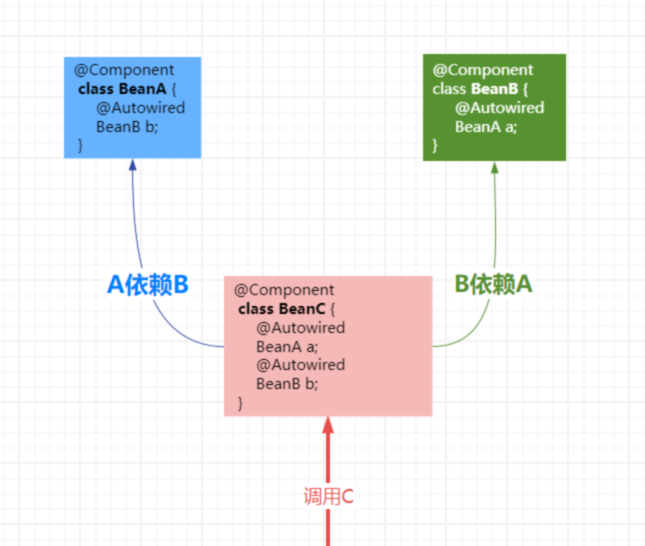 @Component
class BeanA {
@Autowired
BeanB b;
}
@Component
class BeanB {
@Autowired
BeanA a;
}
A依赖B
B依赖A
@Component
class BeanC {
@Autowired
BeanA a;
@Autowired
BeanB b;
}
调用C